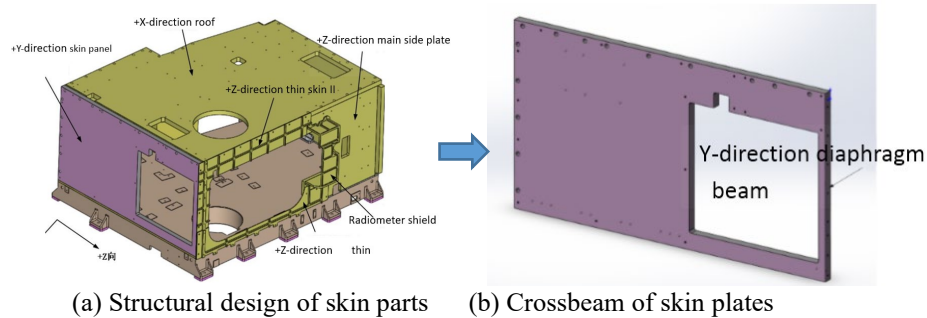 +X-direction roof
+Y-direction skin panel
+Z-direction main side plate
+Z-direction thin skin II
Radiometer shield
+Z-direction thin
+Z向
Y-direction diaphragm
beam
(a) Structural design of skin parts (b) Crossbeam of skin plates